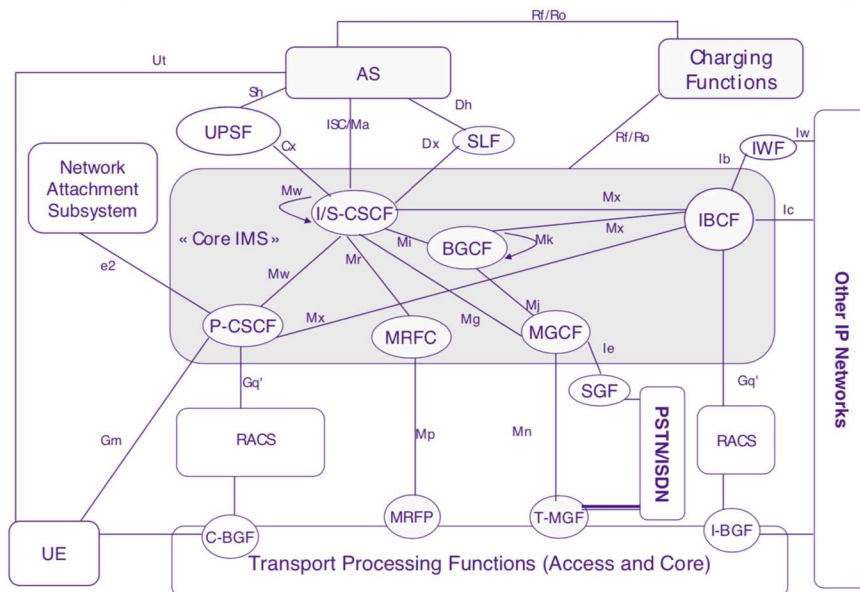 Rf/Ro
Ut
AS
Charging
Functions
Sh
Dh
ISC/Ma
UPSF
Cx
Dx
SLF
Rf/Ro
Iw
IWF
Ib
Network
Attachment
Subsystem
Mw
I/S-CSCF
Mx
IBCF
Ic
« Core IMS »
Mi
BGCF
Mk
Mx
e2
Mw
Mr
Mj
P-CSCF
Mx
MRFC
Mg
MGCF
Ie
Other IP Networks
Gq'
SGF
Gq'
Gm
RACS
Mp
Mn
PSTN/ISDN
RACS
MRFP
T-MGF
UE
C-BGF
I-BGF
Transport Processing Functions (Access and Core)